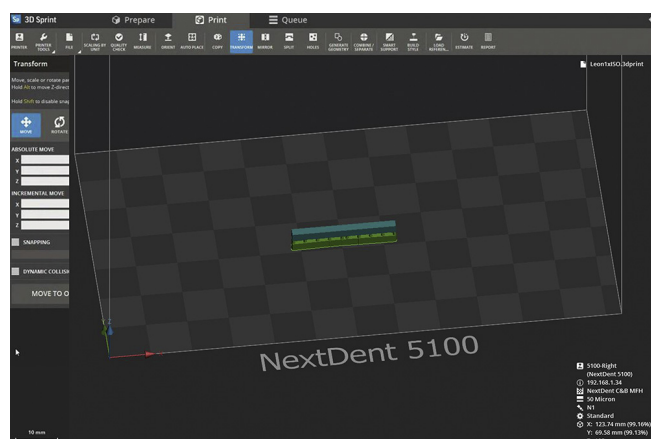 3D Sprint
Prepare
Print
Queue
PRINTER
PRINTER TOOLS
FILE
SCALING BY UNIT
QUALITY CHECK
MEASURE
ORIENT
AUTO PLACE
COPY
TRANSFORM
MIRROR
SPLIT
HOLES
GENERATE GEOMETRY
COMBINE / SEPARATE
SMART SUPPORT
BUILD STYLE
LOAD REFEREN...
ESTIMATE
REPORT
Transform
Leon1xISO.3dprint
Move, scale or rotate par
Hold Alt to move Z-direct
Hold Shift to disable snap
MOVE
ROTATE
ABSOLUTE MOVE
X
Y
Z
INCREMENTAL MOVE
X
Y
Z
SNAPPING
DYNAMIC COLLISI
MOVE TO O
NextDent 5100
5100-Right
(NextDent 5100)
192.168.1.34
NextDent C&B MFH
50 Micron
N1
Standard
X: 123.74 mm (99.16%)
Y: 69.58 mm (99.13%)
10 mm